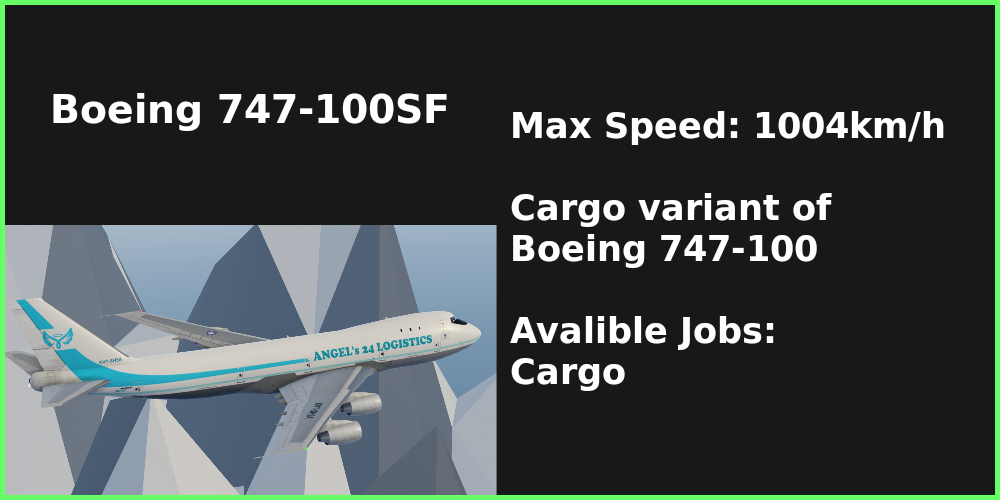 Boeing 747-100SF
Max Speed: 1004km/h
Cargo variant of
Boeing 747-100
Avalible Jobs:
Cargo
ANGEL's 24 LOGISTICS